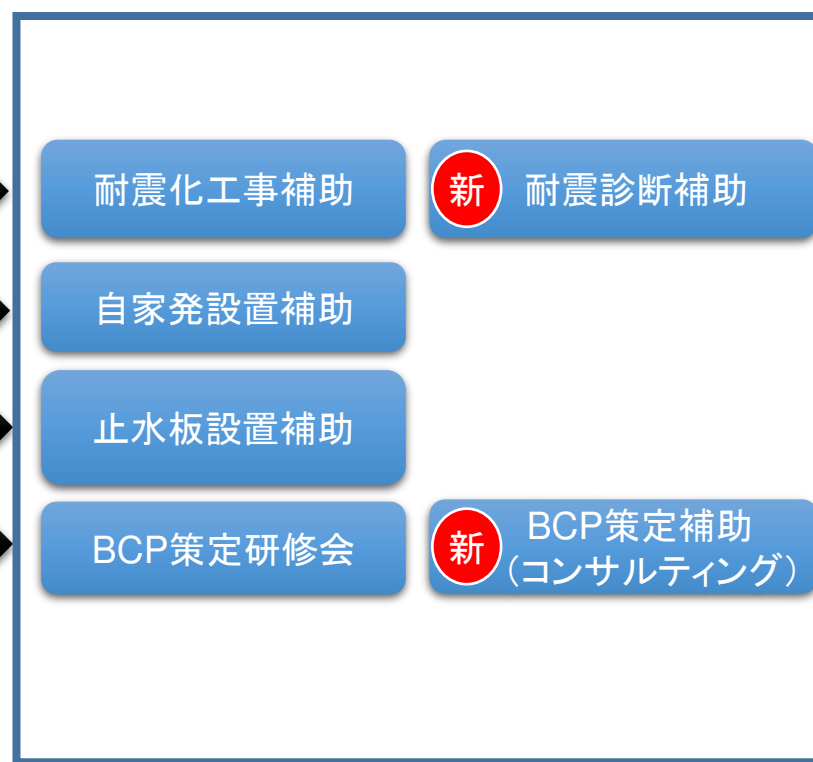 耐震化工事補助
新 耐震診断補助
自家発設置補助
止水板設置補助
BCP策定研修会
新 BCP策定補助
（コンサルティング）